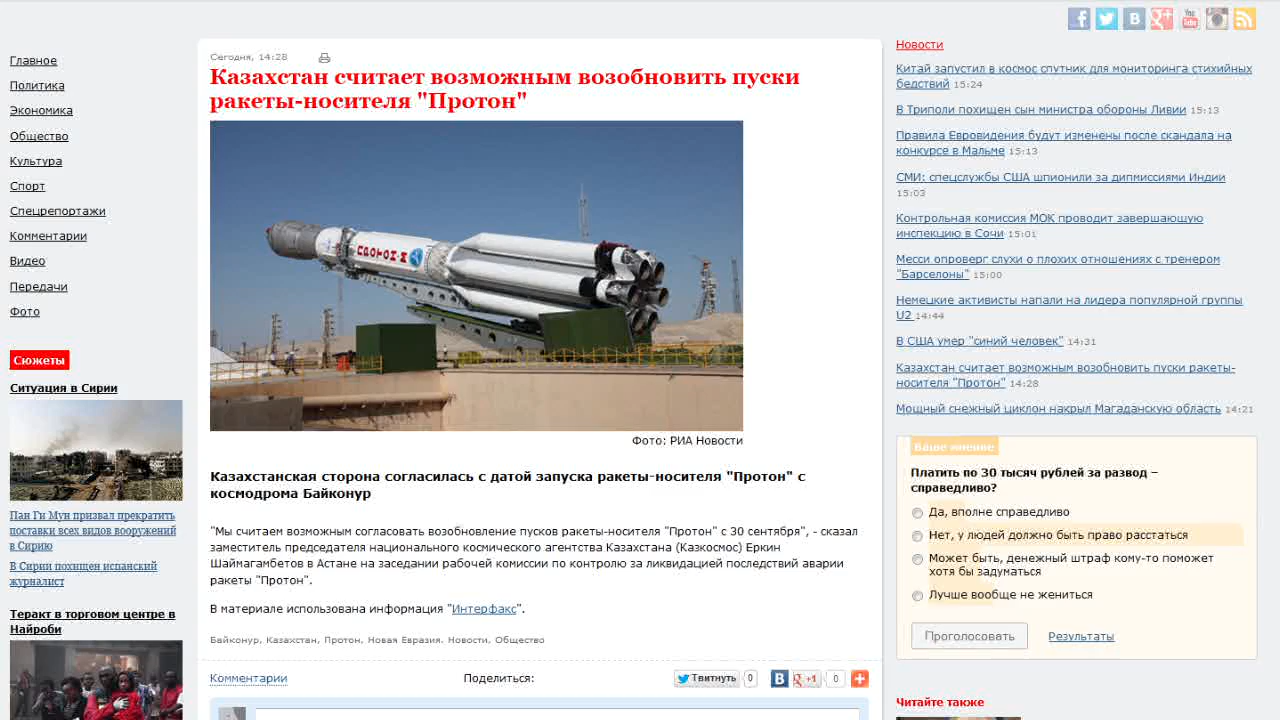 Главное
Политика
Экономика
Общество
Культура
Спорт
Спецрепортажи
Комментарии
Видео
Передачи
Фото
Сюжеты
Ситуация в Сирии
Пан Ги Мун призвал прекратить
поставки всех видов вооружений
в Сирию
В Сирии похищен испанский
журналист
Теракт в торговом центре в
Найроби
Сегодня, 14:28
Казахстан считает возможным возобновить пуски
ракеты-носителя "Протон"
Фото: РИА Новости
Казахстанская сторона согласилась с датой запуска ракеты-носителя "Протон" с
космодрома Байконур
"Мы считаем возможным согласовать возобновление пусков ракеты-носителя "Протон" с 30 сентября", - сказал
заместитель председателя национального космического агентства Казахстана (Казкосмос) Еркин
Шаймагамбетов в Астане на заседании рабочей комиссии по контролю за ликвидацией последствий аварии
ракеты "Протон".
В материале использована информация "Интерфакс".
Байконур, Казахстан, Протон, Новая Евразия, Новости, Общество
Комментарии
Поделиться:
Твитнуть 0
B
g +1 0
You
B
g+
Новости
Китай запустил в космос спутник для мониторинга стихийных
бедствий 15:24
В Триполи похищен сын министра обороны Ливии 15:13
Правила Евровидения будут изменены после скандала на
конкурсе в Мальме 15:13
СМИ: спецслужбы США шпионили за дипмиссиями Индии
15:03
Контрольная комиссия МОК проводит завершающую
инспекцию в Сочи 15:01
Месси опроверг слухи о плохих отношениях с тренером
"Барселоны" 15:00
Немецкие активисты напали на лидера популярной группы
U2 14:44
В США умер "синий человек" 14:31
Казахстан считает возможным возобновить пуски ракеты-
носителя "Протон" 14:28
Мощный снежный циклон накрыл Магаданскую область 14:21
Ваше мнение
Платить по 30 тысяч рублей за развод –
справедливо?
Да, вполне справедливо
Нет, у людей должно быть право расстаться
Может быть, денежный штраф кому-то поможет
хотя бы задуматься
Лучше вообще не жениться
Проголосовать
Результаты
Читайте также